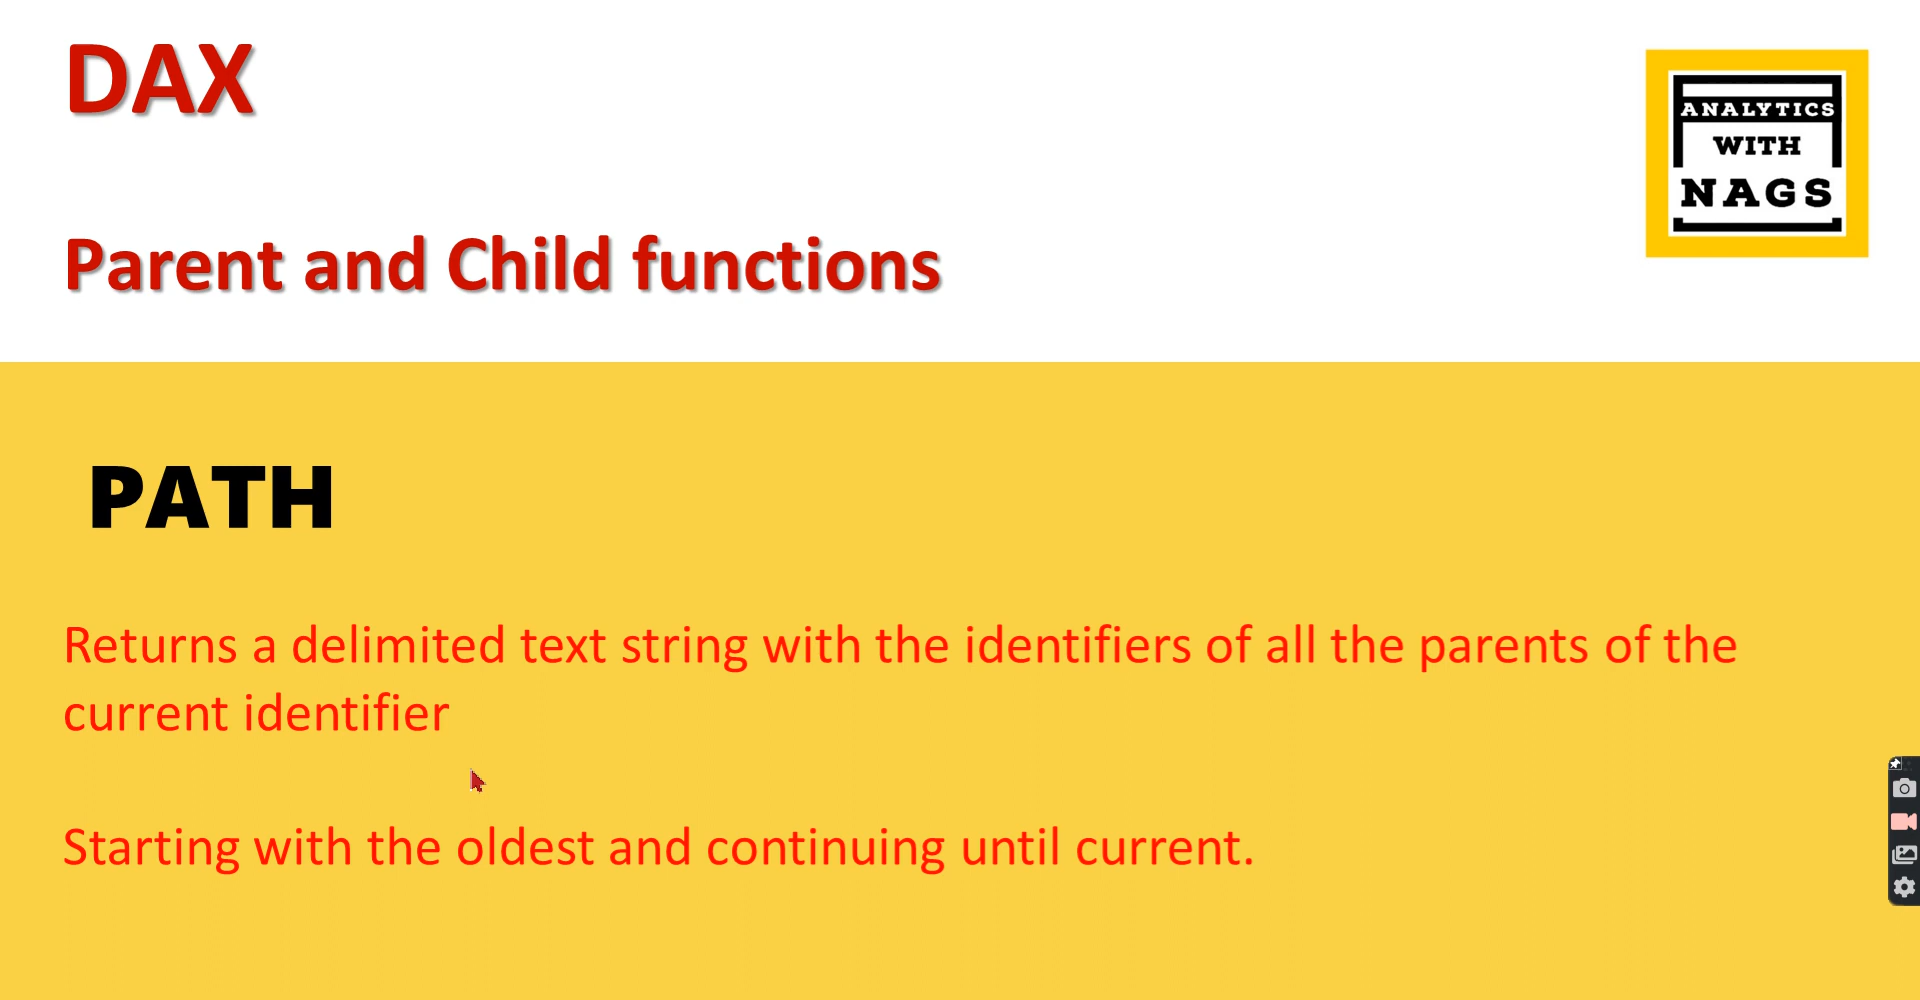 DAX
ANALYTICS
WITH
NAGS
Parent and Child functions
PATH
Returns a delimited text string with the identifiers of all the parents of the
current identifier
Starting with the oldest and continuing until current.